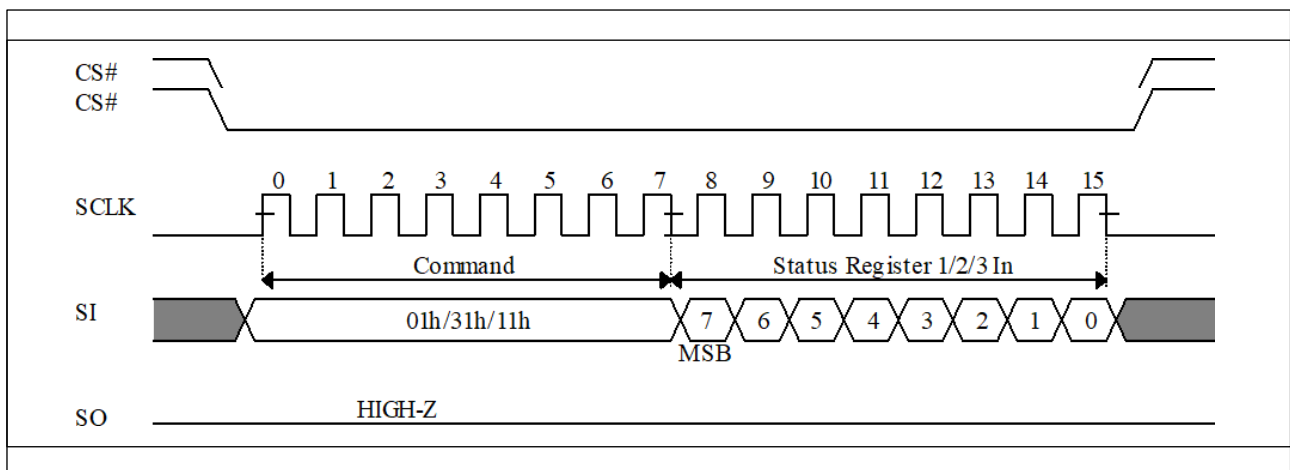 CS#
CS#
0 1 2 3 4 5 6 7 8 9 10 11 12 13 14 15
SCLK
Command Status Register 1/2/3 In
SI 01h/31h/11h 7 6 5 4 3 2 1 0
MSB
SO HIGH-Z